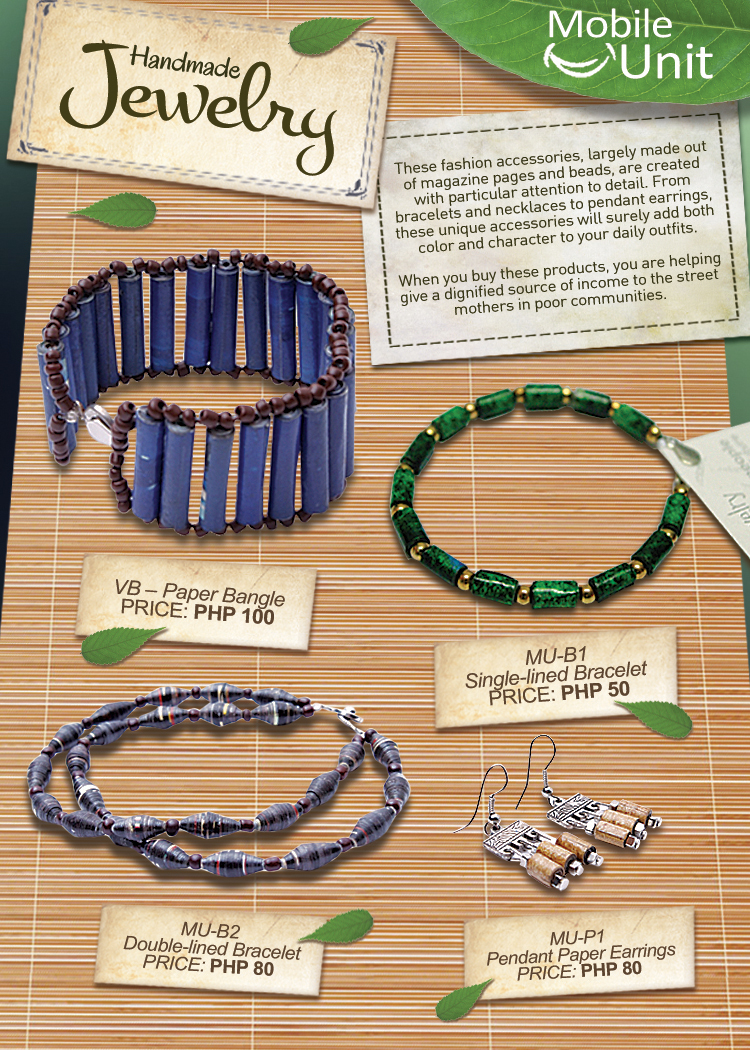 Handmade
Jewelry
Mobile
Unit
These fashion accessories, largely made out
of magazine pages and beads, are created
with particular attention to detail. From
bracelets and necklaces to pendant earrings,
these unique accessories will surely add both
color and character to your daily outfits.
When you buy these products, you are helping
give a dignified source of income to the street
mothers in poor communities.
VB – Paper Bangle
PRICE: PHP 100
MU-B1
Single-lined Bracelet
PRICE: PHP 50
MU-B2
Double-lined Bracelet
PRICE: PHP 80
MU-P1
Pendant Paper Earrings
PRICE: PHP 80